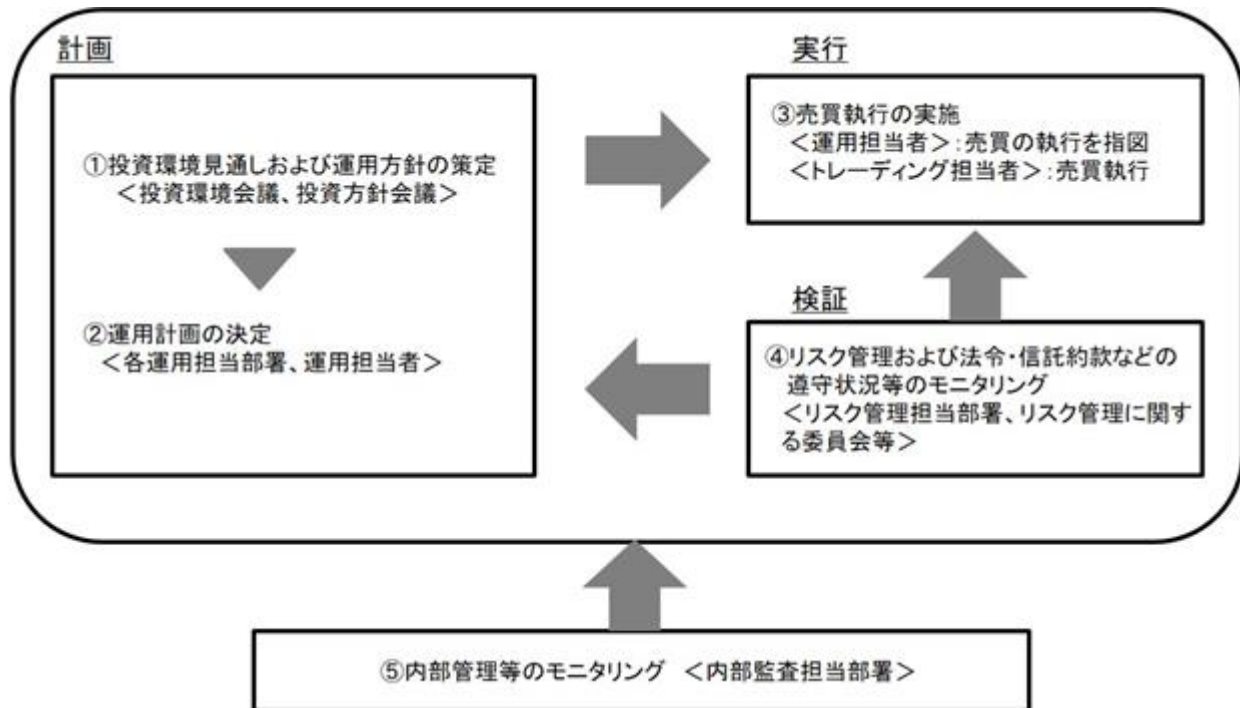 計画
①投資環境見通しおよび運用方針の策定
＜投資環境会議、投資方針会議＞
②運用計画の決定
＜各運用担当部署、運用担当者＞
実行
③売買執行の実施
＜運用担当者＞：売買の執行を指図
＜トレーディング担当者＞：売買執行
検証
④リスク管理および法令・信託約款などの
遵守状況等のモニタリング
＜リスク管理担当部署、リスク管理に関す
る委員会等＞
⑤内部管理等のモニタリング　＜内部監査担当部署＞